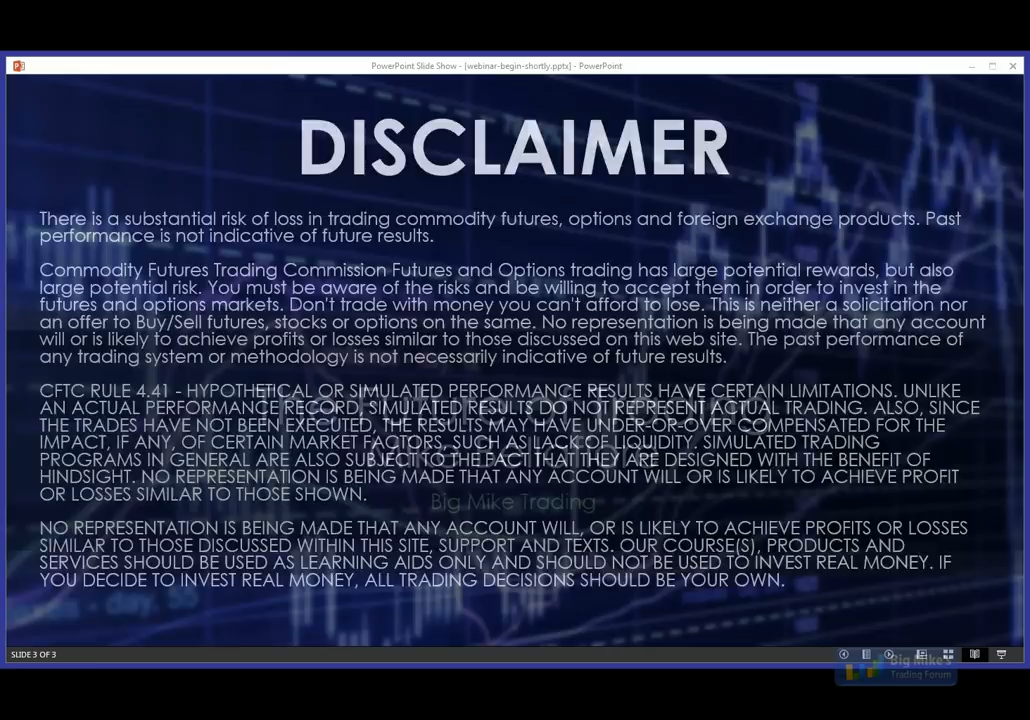 PowerPoint Slide Show - [webinar-begin-shortly.pptx] - PowerPoint
DISCLAIMER
There is a substantial risk of loss in trading commodity futures, options and foreign exchange products. Past
performance is not indicative of future results.
Commodity Futures Trading Commission Futures and Options trading has large potential rewards, but also
large potential risk. You must be aware of the risks and be willing to accept them in order to invest in the
futures and options markets. Don't trade with money you can't afford to lose. This is neither a solicitation nor
an offer to Buy/Sell futures, stocks or options on the same. No representation is being made that any account
will or is likely to achieve profits or losses similar to those discussed on this web site. The past performance of
any trading system or methodology is not necessarily indicative of future results.
CFTC RULE 4.41 - HYPOTHETICAL OR SIMULATED PERFORMANCE RESULTS HAVE CERTAIN LIMITATIONS. UNLIKE
AN ACTUAL PERFORMANCE RECORD, SIMULATED RESULTS DO NOT REPRESENT ACTUAL TRADING. ALSO, SINCE
THE TRADES HAVE NOT BEEN EXECUTED, THE RESULTS MAY HAVE UNDER-OR-OVER COMPENSATED FOR THE
IMPACT, IF ANY, OF CERTAIN MARKET FACTORS, SUCH AS LACK OF LIQUIDITY. SIMULATED TRADING
PROGRAMS IN GENERAL ARE ALSO SUBJECT TO THE FACT THAT THEY ARE DESIGNED WITH THE BENEFIT OF
HINDSIGHT. NO REPRESENTATION IS BEING MADE THAT ANY ACCOUNT WILL OR IS LIKELY TO ACHIEVE PROFIT
OR LOSSES SIMILAR TO THOSE SHOWN.
Big Mike Trading
NO REPRESENTATION IS BEING MADE THAT ANY ACCOUNT WILL, OR IS LIKELY TO ACHIEVE PROFITS OR LOSSES
SIMILAR TO THOSE DISCUSSED WITHIN THIS SITE, SUPPORT AND TEXTS. OUR COURSE(S), PRODUCTS AND
SERVICES SHOULD BE USED AS LEARNING AIDS ONLY AND SHOULD NOT BE USED TO INVEST REAL MONEY. IF
YOU DECIDE TO INVEST REAL MONEY, ALL TRADING DECISIONS SHOULD BE YOUR OWN.
SLIDE 3 OF 3
Big Mike's
Trading Forum